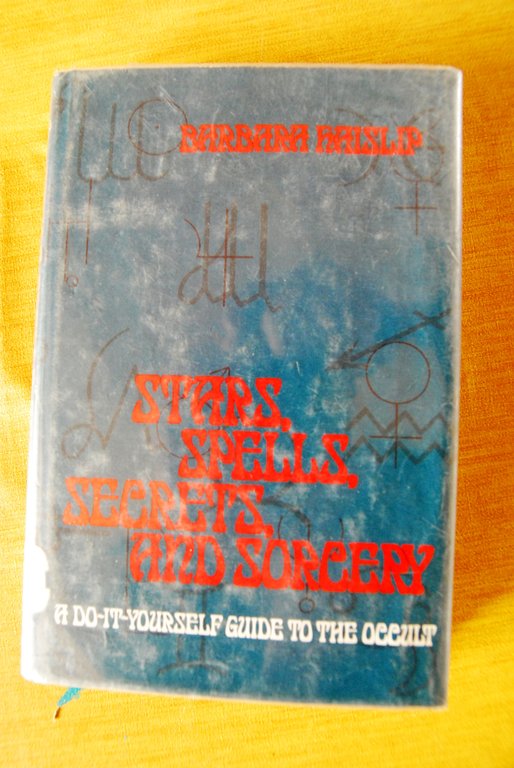 BARBARA HAISLIP
STARS,
SPELLS,
SECRETS,
AND SORCERY
A DO-IT-YOURSELF GUIDE TO THE OCCULT